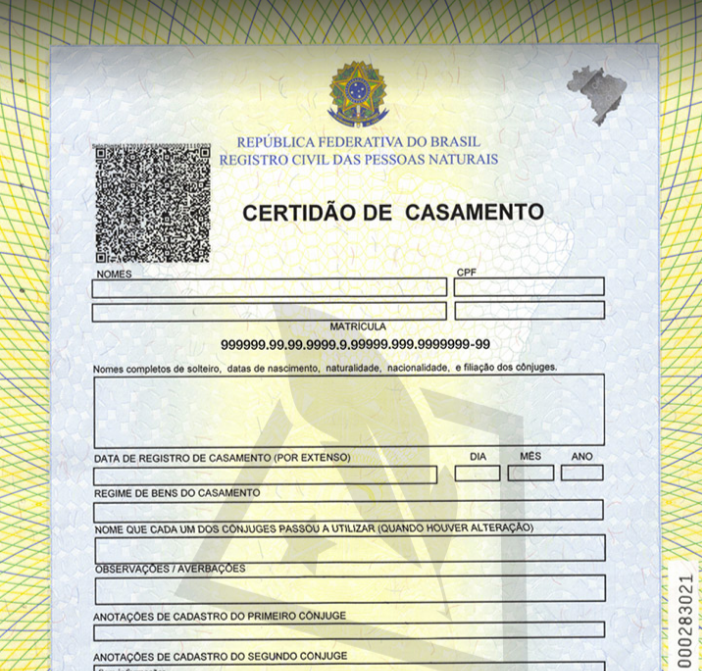 REPÚBLICA FEDERATIVA DO BRASIL
REGISTRO CIVIL DAS PESSOAS NATURAIS
CERTIDÃO DE CASAMENTO
NOMES CPF
MATRÍCULA
999999.99.99.9999.9.99999.999.9999999-99
Nomes completos de solteiro, datas de nascimento, naturalidade, nacionalidade, e filiação dos cônjuges.
DATA DE REGISTRO DE CASAMENTO (POR EXTENSO) DIA MÊS ANO
REGIME DE BENS DO CASAMENTO
NOME QUE CADA UM DOS CÔNJUGES PASSOU A UTILIZAR (QUANDO HOUVER ALTERAÇÃO)
OBSERVAÇÕES / AVERBAÇÕES
ANOTAÇÕES DE CADASTRO DO PRIMEIRO CÔNJUGE
ANOTAÇÕES DE CADASTRO DO SEGUNDO CONJUGE
000283021